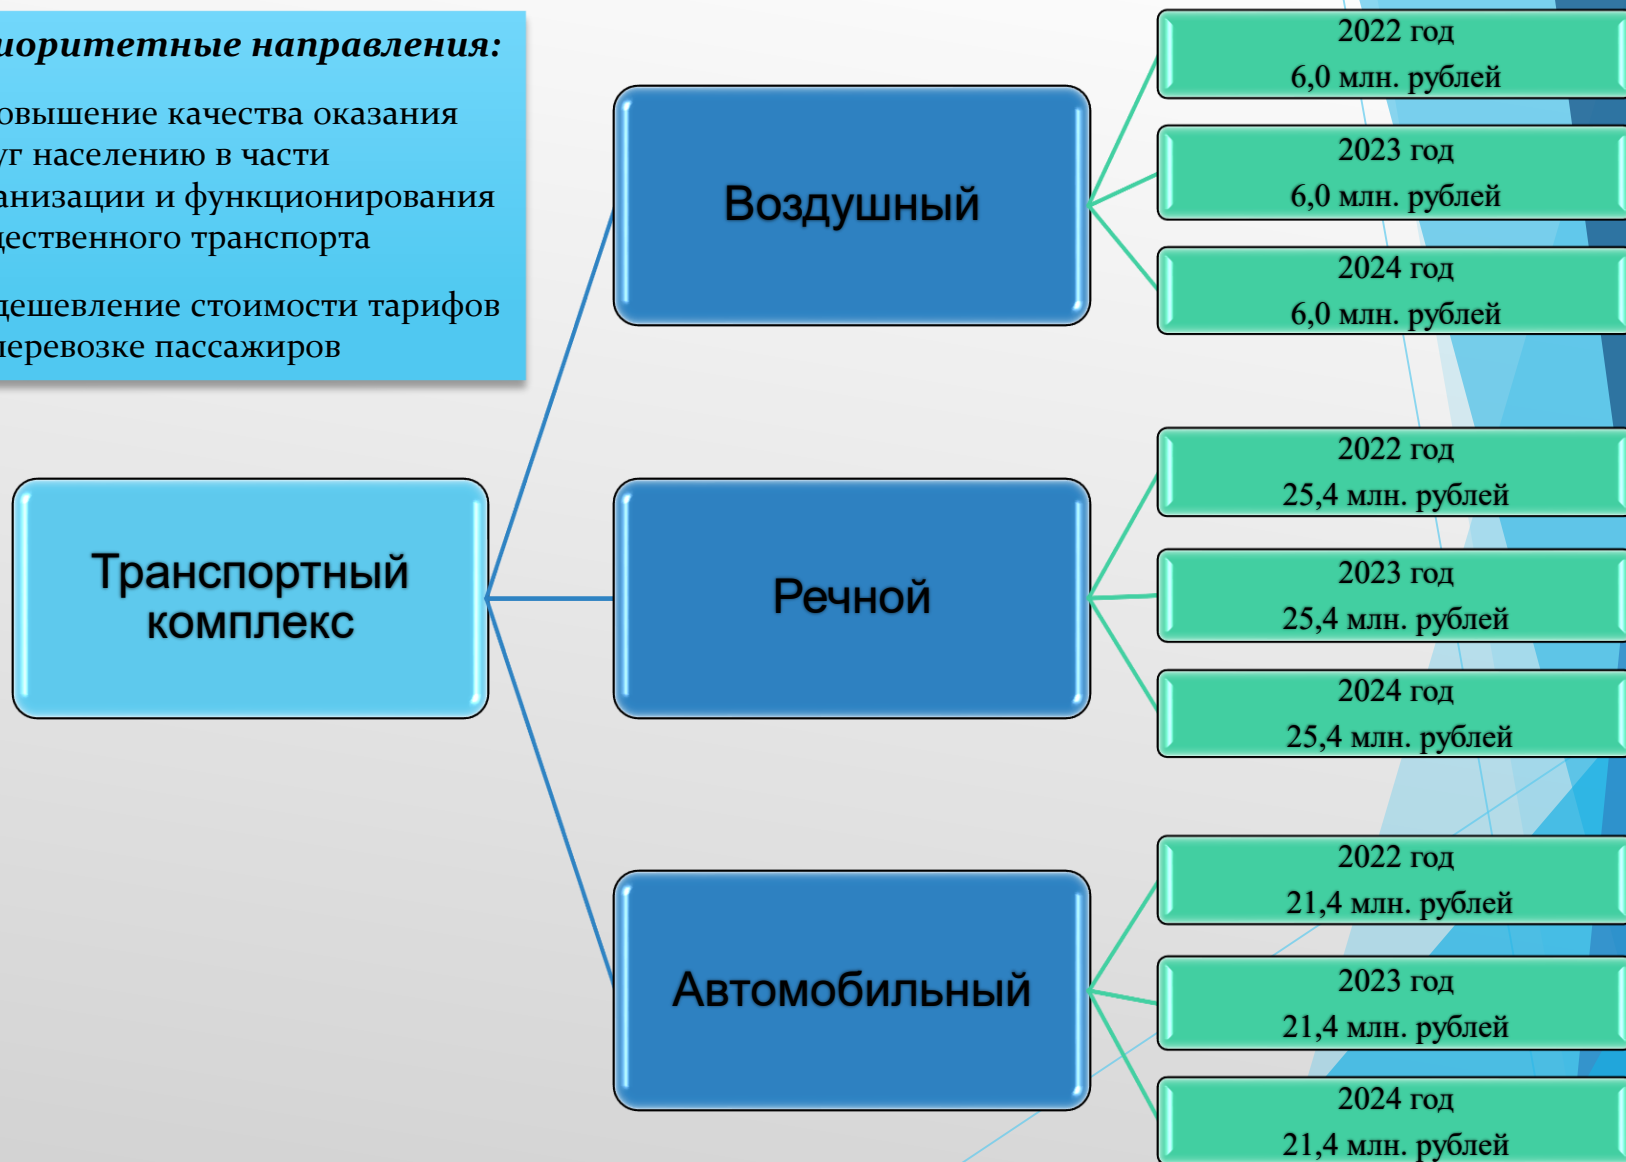 иоритетные направления:
овышение качества оказания
уг населению в части
анизации и функционирования
щественного транспорта
дешевление стоимости тарифов
перевозке пассажиров
Транспортный
комплекс
Воздушный
2022 год
6,0 млн. рублей
2023 год
6,0 млн. рублей
2024 год
6,0 млн. рублей
Речной
2022 год
25,4 млн. рублей
2023 год
25,4 млн. рублей
2024 год
25,4 млн. рублей
Автомобильный
2022 год
21,4 млн. рублей
2023 год
21,4 млн. рублей
2024 год
21,4 млн. рублей